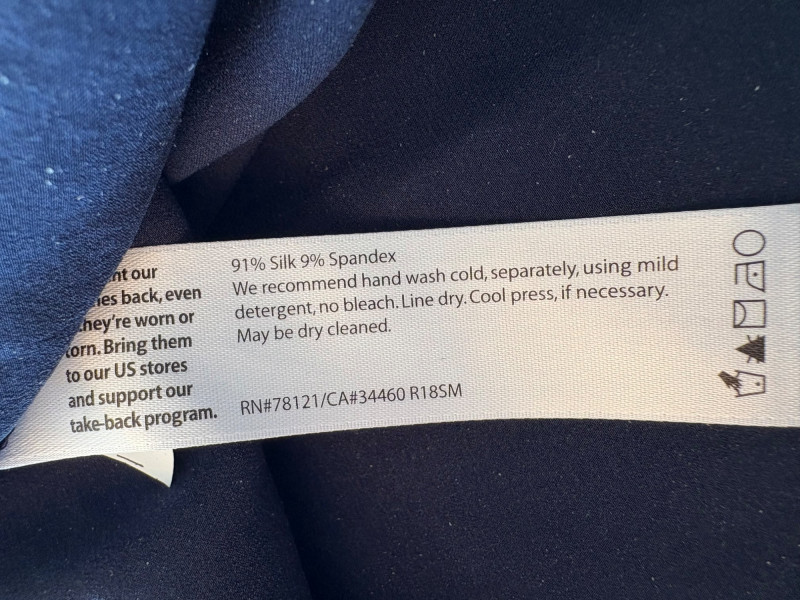 our
back, even
they're worn or
torn. Bring them
to our US stores
and support our
take-back program.
91% Silk 9% Spandex
We recommend hand wash cold, separately, using mild
detergent, no bleach. Line dry. Cool press, if necessary.
May be dry cleaned.
RN#78121/CA#34460 R18SM